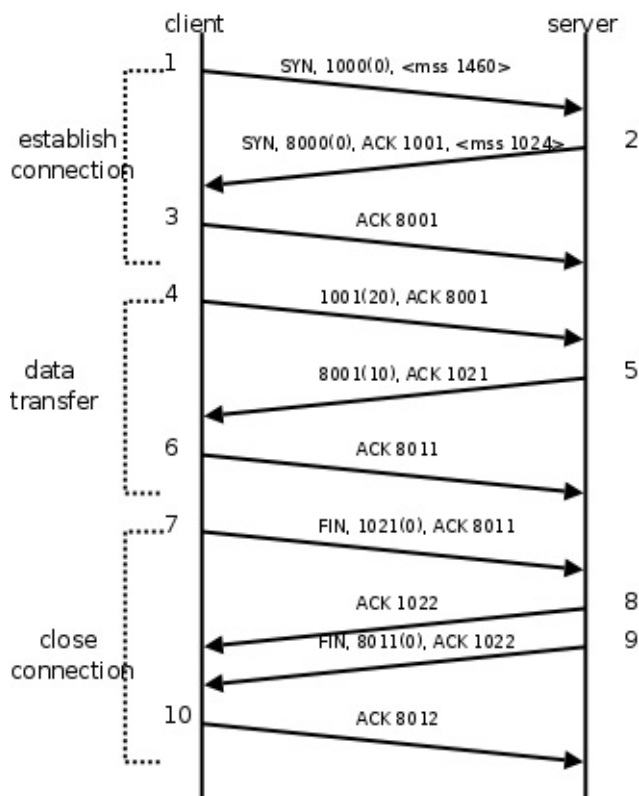 client server
1 SYN, 1000(0), <mss 1460>
SYN, 8000(0), ACK 1001, <mss 1024> 2
establish
connection
3 ACK 8001
4 1001(20), ACK 8001
8001(10), ACK 1021 5
data
transfer
6 ACK 8011
7 FIN, 1021(0), ACK 8011
ACK 1022 8
FIN, 8011(0), ACK 1022 9
close
connection
10 ACK 8012